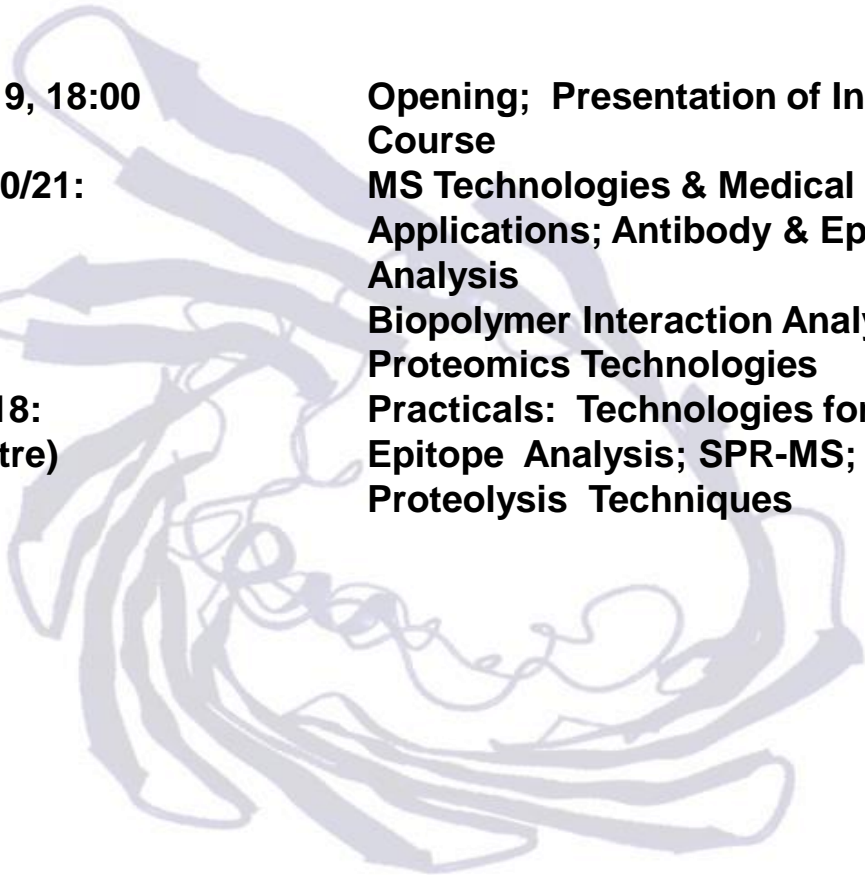 9, 18:00 Opening; Presentation of In
Course
0/21: MS Technologies & Medical
Applications; Antibody & Ep
Analysis
Biopolymer Interaction Analy
Proteomics Technologies
18: Practicals: Technologies for
tre) Epitope Analysis; SPR-MS;
Proteolysis Techniques